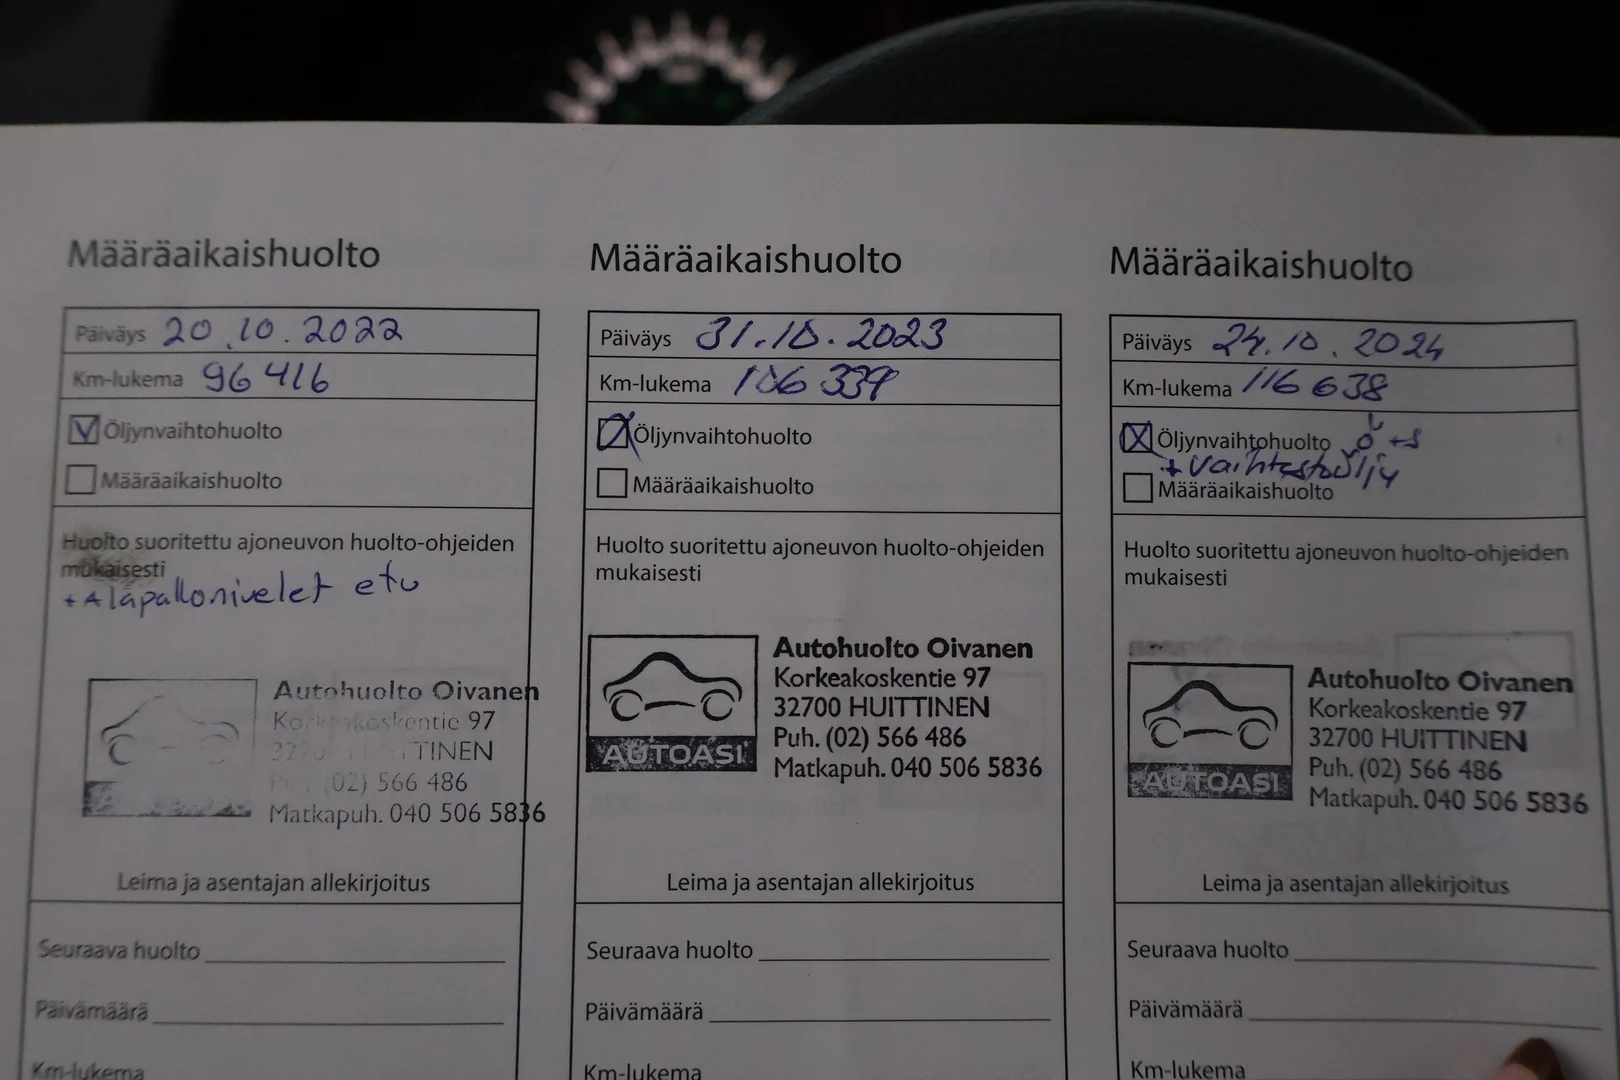 Määräaikaishuolto
Päiväys 20.10.2022
Km-lukema 96 416
Öljynvaihtohuolto
Määräaikaishuolto
Huolto suoritettu ajoneuvon huolto-ohjeiden
mukaisesti
+ Alapallonivelet etu
Autohuolto Oivanen
Korkeakoskentie 97
TINEN
(02) 566 486
Matkapuh. 040 506 5836
Leima ja asentajan allekirjoitus
Seuraava huolto
Päivämäärä
Km-lukema
Määräaikaishuolto
Päiväys 31.10.2023
Km-lukema 106 339
Öljynvaihtohuolto
Määräaikaishuolto
Huolto suoritettu ajoneuvon huolto-ohjeiden
mukaisesti
AUTOASI
Autohuolto Oivanen
Korkeakoskentie 97
32700 HUITTINEN
Puh. (02) 566 486
Matkapuh. 040 506 5836
Leima ja asentajan allekirjoitus
Seuraava huolto
Päivämäärä
Km-lukema
Määräaikaishuolto
Päiväys 24.10.2024
Km-lukema 116 638
Öljynvaihtohuolto ö +s
+ Vaihteistoöljy
Määräaikaishuolto
Huolto suoritettu ajoneuvon huolto-ohjeiden
mukaisesti
AUTOASI
Autohuolto Oivanen
Korkeakoskentie 97
32700 HUITTINEN
Puh. (02) 566 486
Matkapuh. 040 506 5836
Leima ja asentajan allekirjoitus
Seuraava huolto
Päivämäärä
Km-lukema